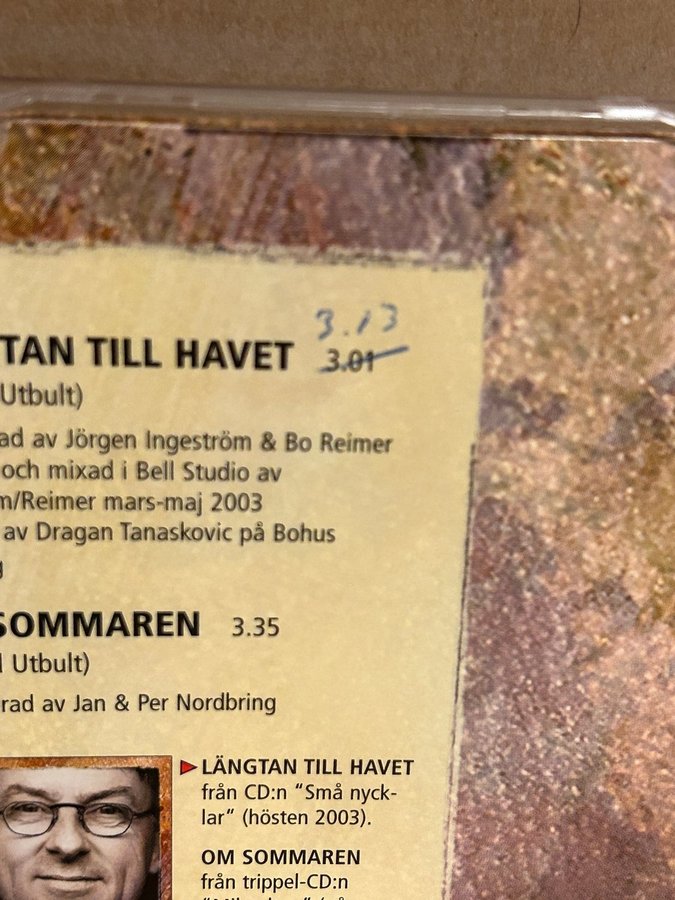 3.13
TAN TILL HAVET 3.01
Utbult)
ad av Jörgen Ingeström & Bo Reimer
och mixad i Bell Studio av
m/Reimer mars-maj 2003
av Dragan Tanaskovic på Bohus
g
SOMMAREN 3.35
l Utbult)
rad av Jan & Per Nordbring
LÄNGTAN TILL HAVET
från CD:n "Små nyck-
lar" (hösten 2003).
OM SOMMAREN
från trippel-CD:n